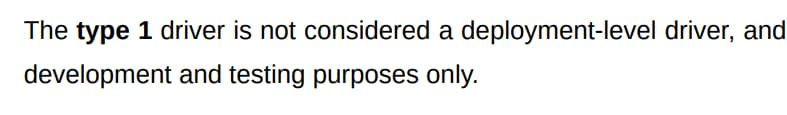 The type 1 driver is not considered a deployment-level driver, and
development and testing purposes only.